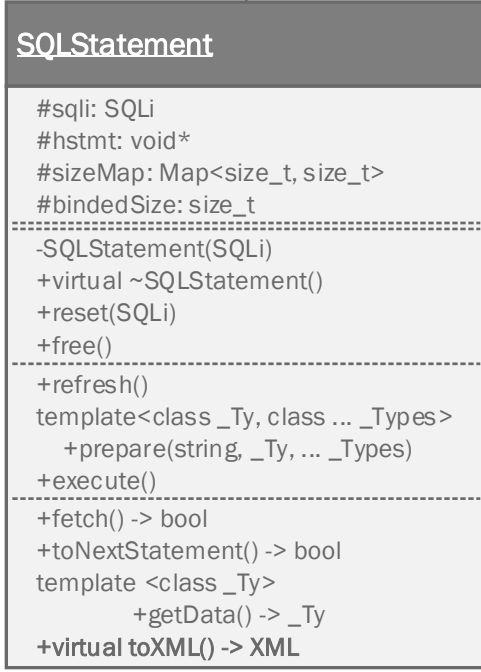 SQLStatement
#sqli: SQLi
#hstmt: void*
#sizeMap: Map<size_t, size_t>
#bindedSize: size_t
-SQLStatement(SQLi)
+virtual ~SQLStatement()
+reset(SQLi)
+free()
+refresh()
template<class _Ty, class ... _Types>
+prepare(string, _Ty, ... _Types)
+execute()
+fetch() -> bool
+toNextStatement() -> bool
template <class _Ty>
+getData() -> _Ty
+virtual toXML() -> XML